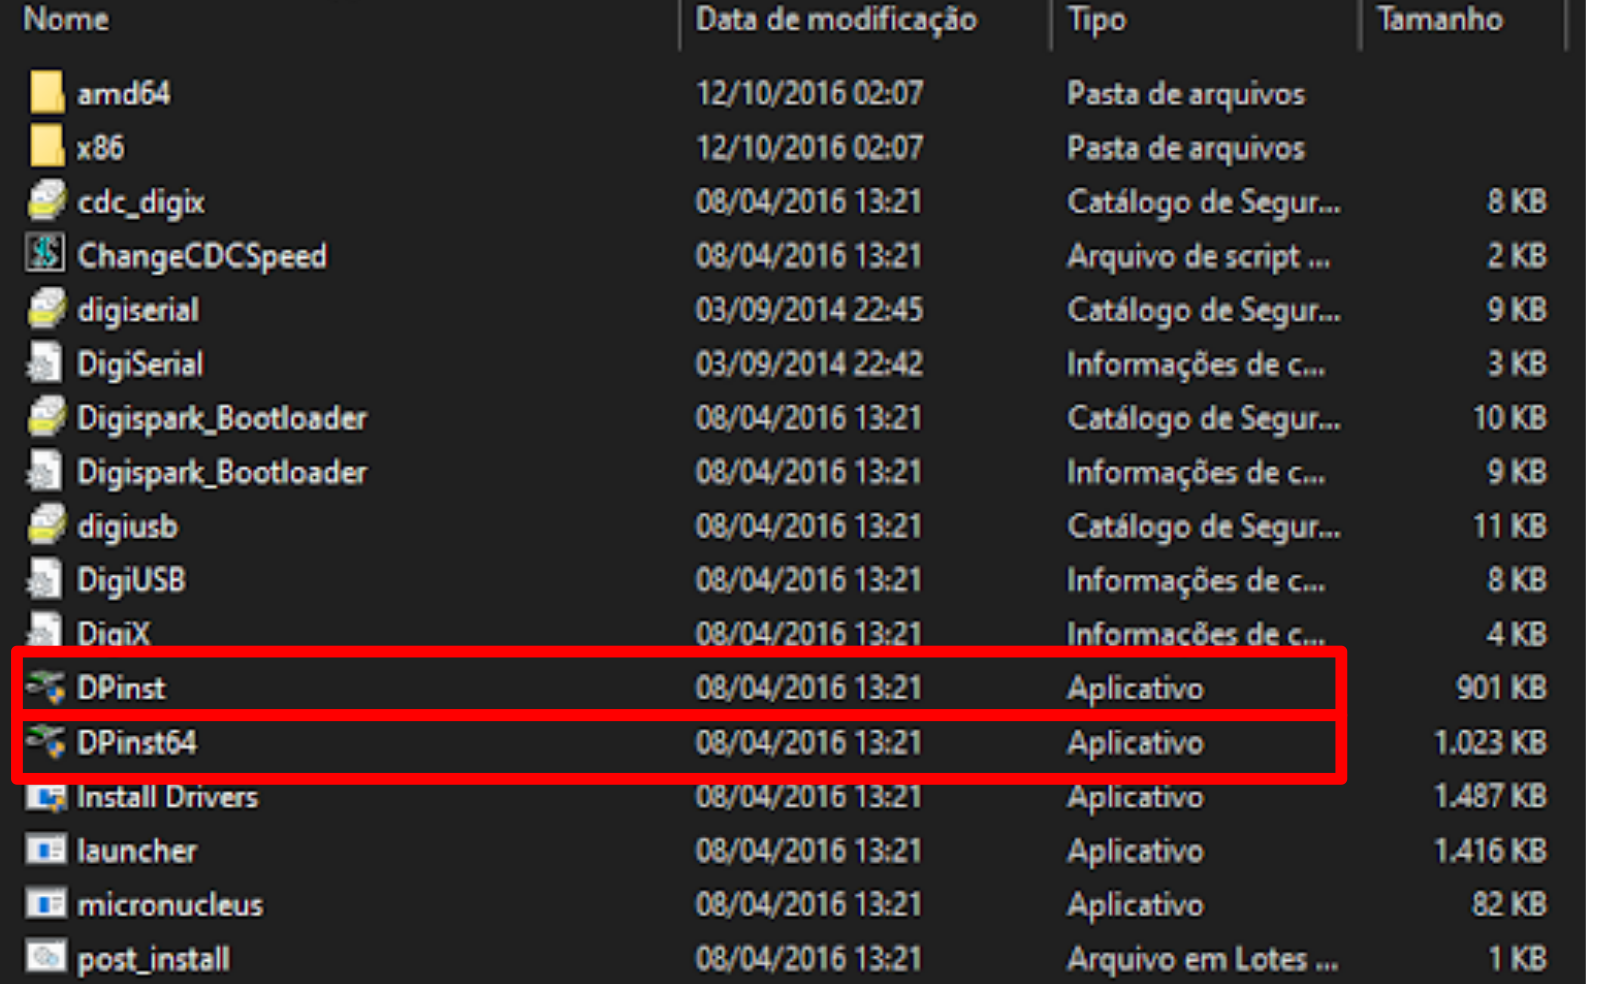 Nome Data de modificação Tipo Tamanho
amd64 12/10/2016 02:07 Pasta de arquivos
x86 12/10/2016 02:07 Pasta de arquivos
cdc_digix 08/04/2016 13:21 Catálogo de Segur... 8 KB
ChangeCDCSpeed 08/04/2016 13:21 Arquivo de script ... 2 KB
digiserial 03/09/2014 22:45 Catálogo de Segur... 9 KB
DigiSerial 03/09/2014 22:42 Informações de c... 3 KB
Digispark_Bootloader 08/04/2016 13:21 Catálogo de Segur... 10 KB
Digispark_Bootloader 08/04/2016 13:21 Informações de c... 9 KB
digiusb 08/04/2016 13:21 Catálogo de Segur... 11 KB
DigiUSB 08/04/2016 13:21 Informações de c... 8 KB
DigiX 08/04/2016 13:21 Informações de c... 4 KB
DPinst 08/04/2016 13:21 Aplicativo 901 KB
DPinst64 08/04/2016 13:21 Aplicativo 1.023 KB
Install Drivers 08/04/2016 13:21 Aplicativo 1.487 KB
launcher 08/04/2016 13:21 Aplicativo 1.416 KB
micronucleus 08/04/2016 13:21 Aplicativo 82 KB
post_install 08/04/2016 13:21 Arquivo em Lotes ... 1 KB